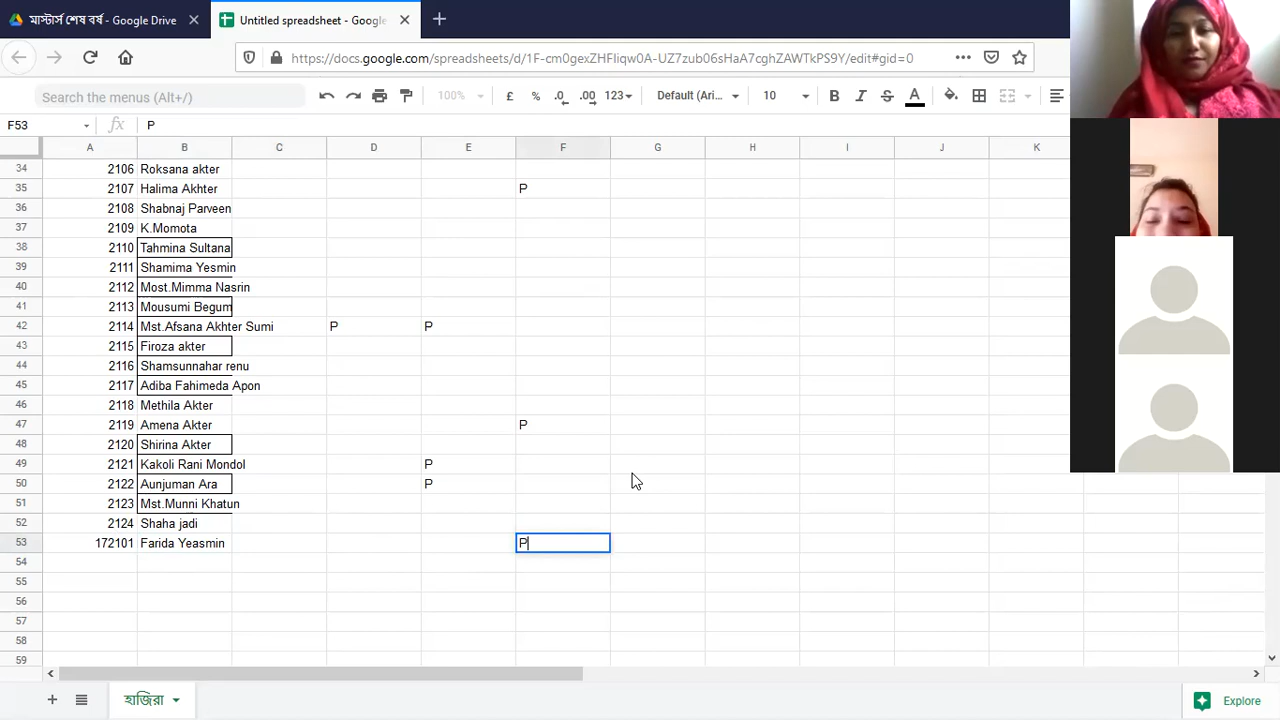 মাস্টার্স শেষ বর্ষ - Google Drive × Untitled spreadsheet - Google × +
https://docs.google.com/spreadsheets/d/1F-cm0gexZHFIiqw0A-UZ7zub06sHaA7cghZAWTkPS9Y/edit#gid=0
Search the menus (Alt+/) 100% £ % .0 .00 123 Default (Ari... 10 B I S A
F53 fx P
A B C D E F G H I J K
34 2106 Roksana akter
35 2107 Halima Akhter P
36 2108 Shabnaj Parveen
37 2109 K.Momota
38 2110 Tahmina Sultana
39 2111 Shamima Yesmin
40 2112 Most.Mimma Nasrin
41 2113 Mousumi Begum
42 2114 Mst.Afsana Akhter Sumi P P
43 2115 Firoza akter
44 2116 Shamsunnahar renu
45 2117 Adiba Fahimeda Apon
46 2118 Methila Akter
47 2119 Amena Akter P
48 2120 Shirina Akter
49 2121 Kakoli Rani Mondol P
50 2122 Aunjuman Ara P
51 2123 Mst.Munni Khatun
52 2124 Shaha jadi
53 172101 Farida Yeasmin P
54
55
56
57
58
59
+ হাজিরা Explore